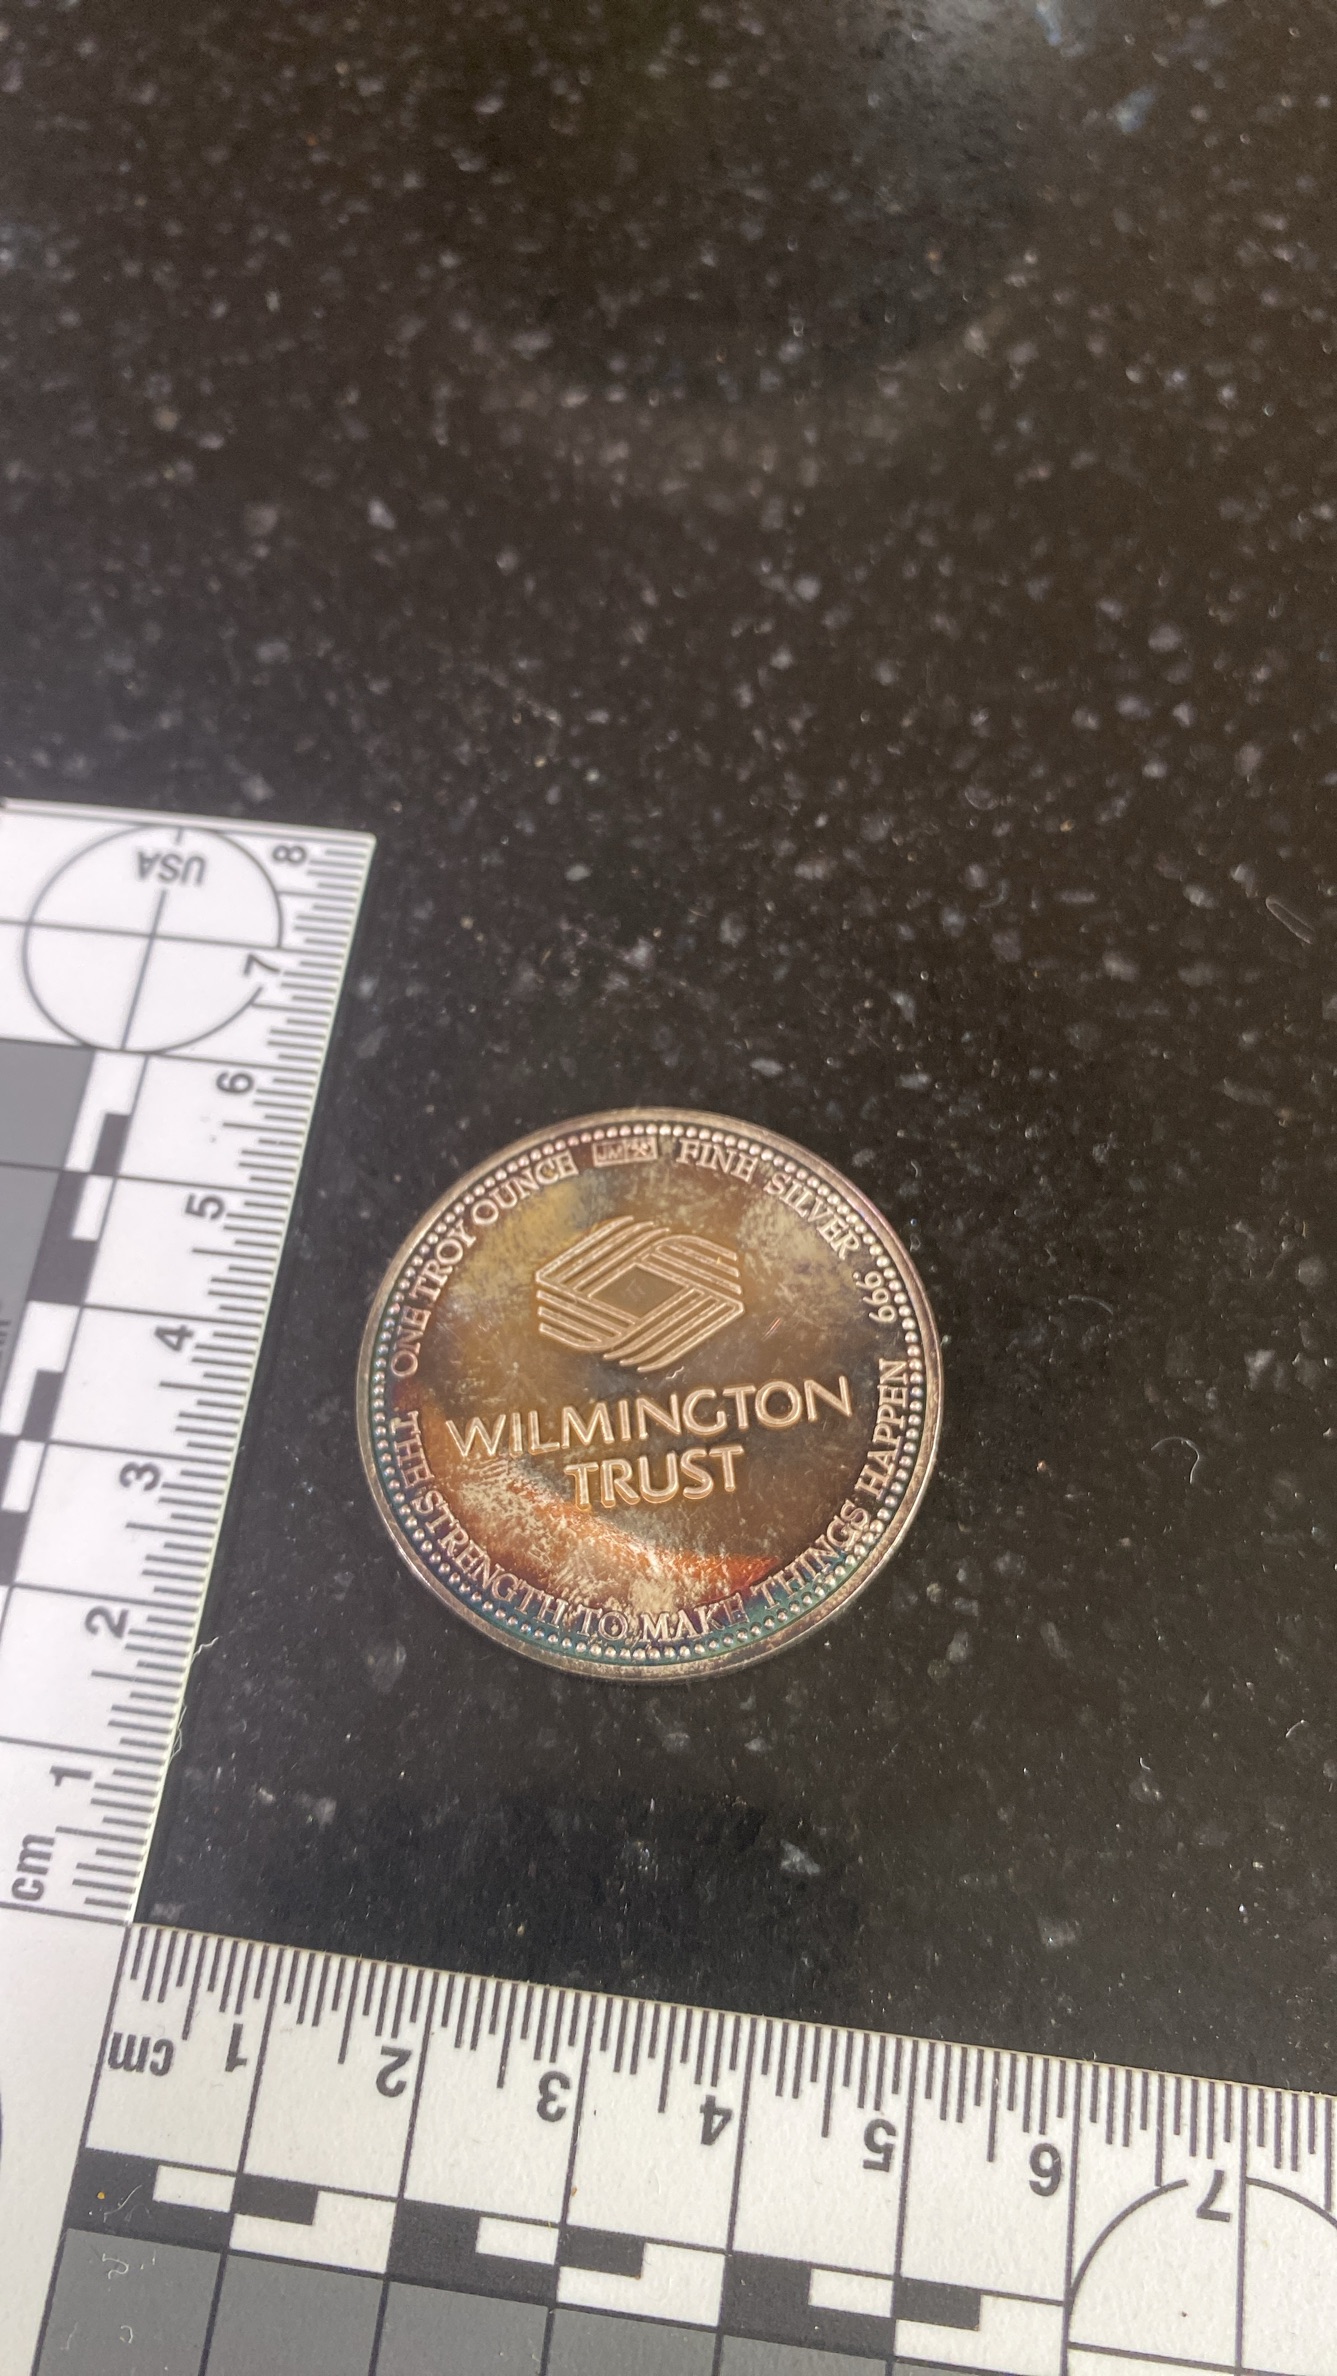 ONE TROY OUNCE JM FINE SILVER .999
WILMINGTON
TRUST
THE STRENGTH TO MAKE THINGS HAPPEN
USA
8
7
6
5
4
3
2
1
cm
cm 1 2 3 4 5 6 7